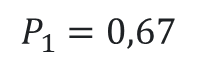 P₁ = 0,67